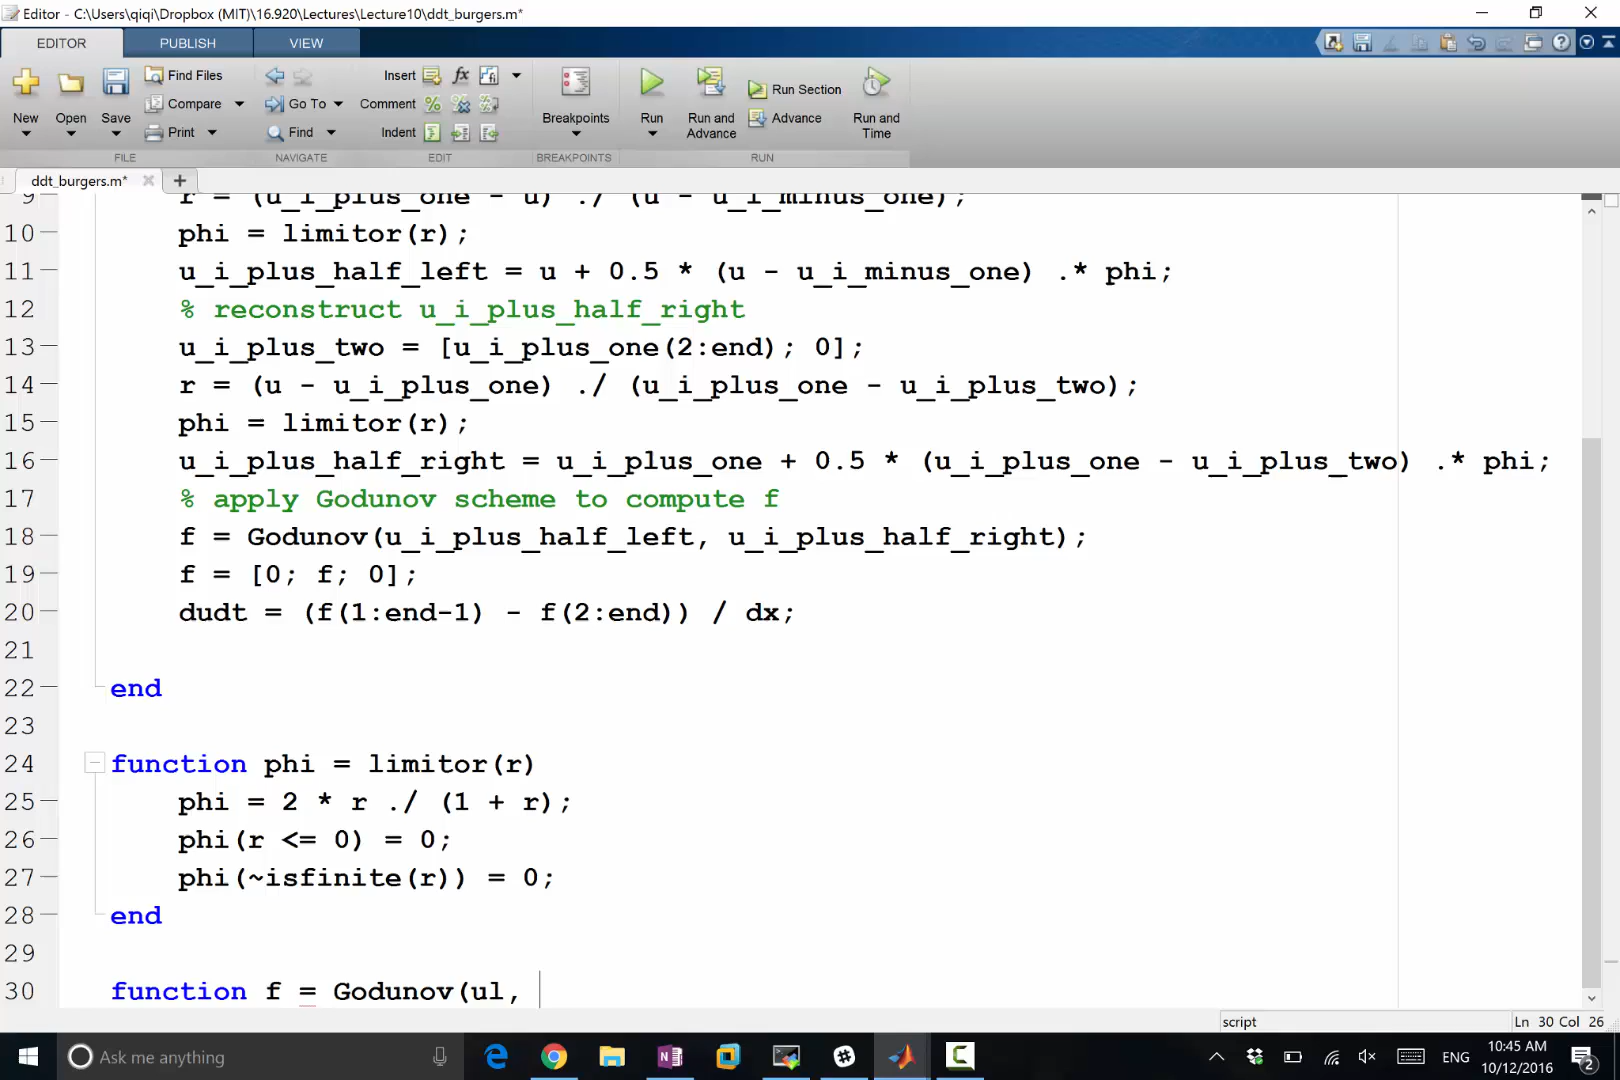 Editor - C:\Users\qiqi\Dropbox (MIT)\16.920\Lectures\Lecture10\ddt_burgers.m*
EDITOR PUBLISH VIEW
New Open Save Find Files Compare Print
Go To Find
Insert fx
Comment
Indent
Breakpoints
Run Run and Advance Run Section Advance Run and Time
FILE NAVIGATE EDIT BREAKPOINTS RUN
ddt_burgers.m*
9 r = (u_i_plus_one - u) ./ (u - u_i_minus_one);
10 phi = limitor(r);
11 u_i_plus_half_left = u + 0.5 * (u - u_i_minus_one) .* phi;
12 % reconstruct u_i_plus_half_right
13 u_i_plus_two = [u_i_plus_one(2:end); 0];
14 r = (u - u_i_plus_one) ./ (u_i_plus_one - u_i_plus_two);
15 phi = limitor(r);
16 u_i_plus_half_right = u_i_plus_one + 0.5 * (u_i_plus_one - u_i_plus_two) .* phi;
17 % apply Godunov scheme to compute f
18 f = Godunov(u_i_plus_half_left, u_i_plus_half_right);
19 f = [0; f; 0];
20 dudt = (f(1:end-1) - f(2:end)) / dx;
21
22 end
23
24 function phi = limitor(r)
25 phi = 2 * r ./ (1 + r);
26 phi(r <= 0) = 0;
27 phi(~isfinite(r)) = 0;
28 end
29
30 function f = Godunov(ul,
script Ln 30 Col 26
Ask me anything
ENG
10:45 AM
10/12/2016
2